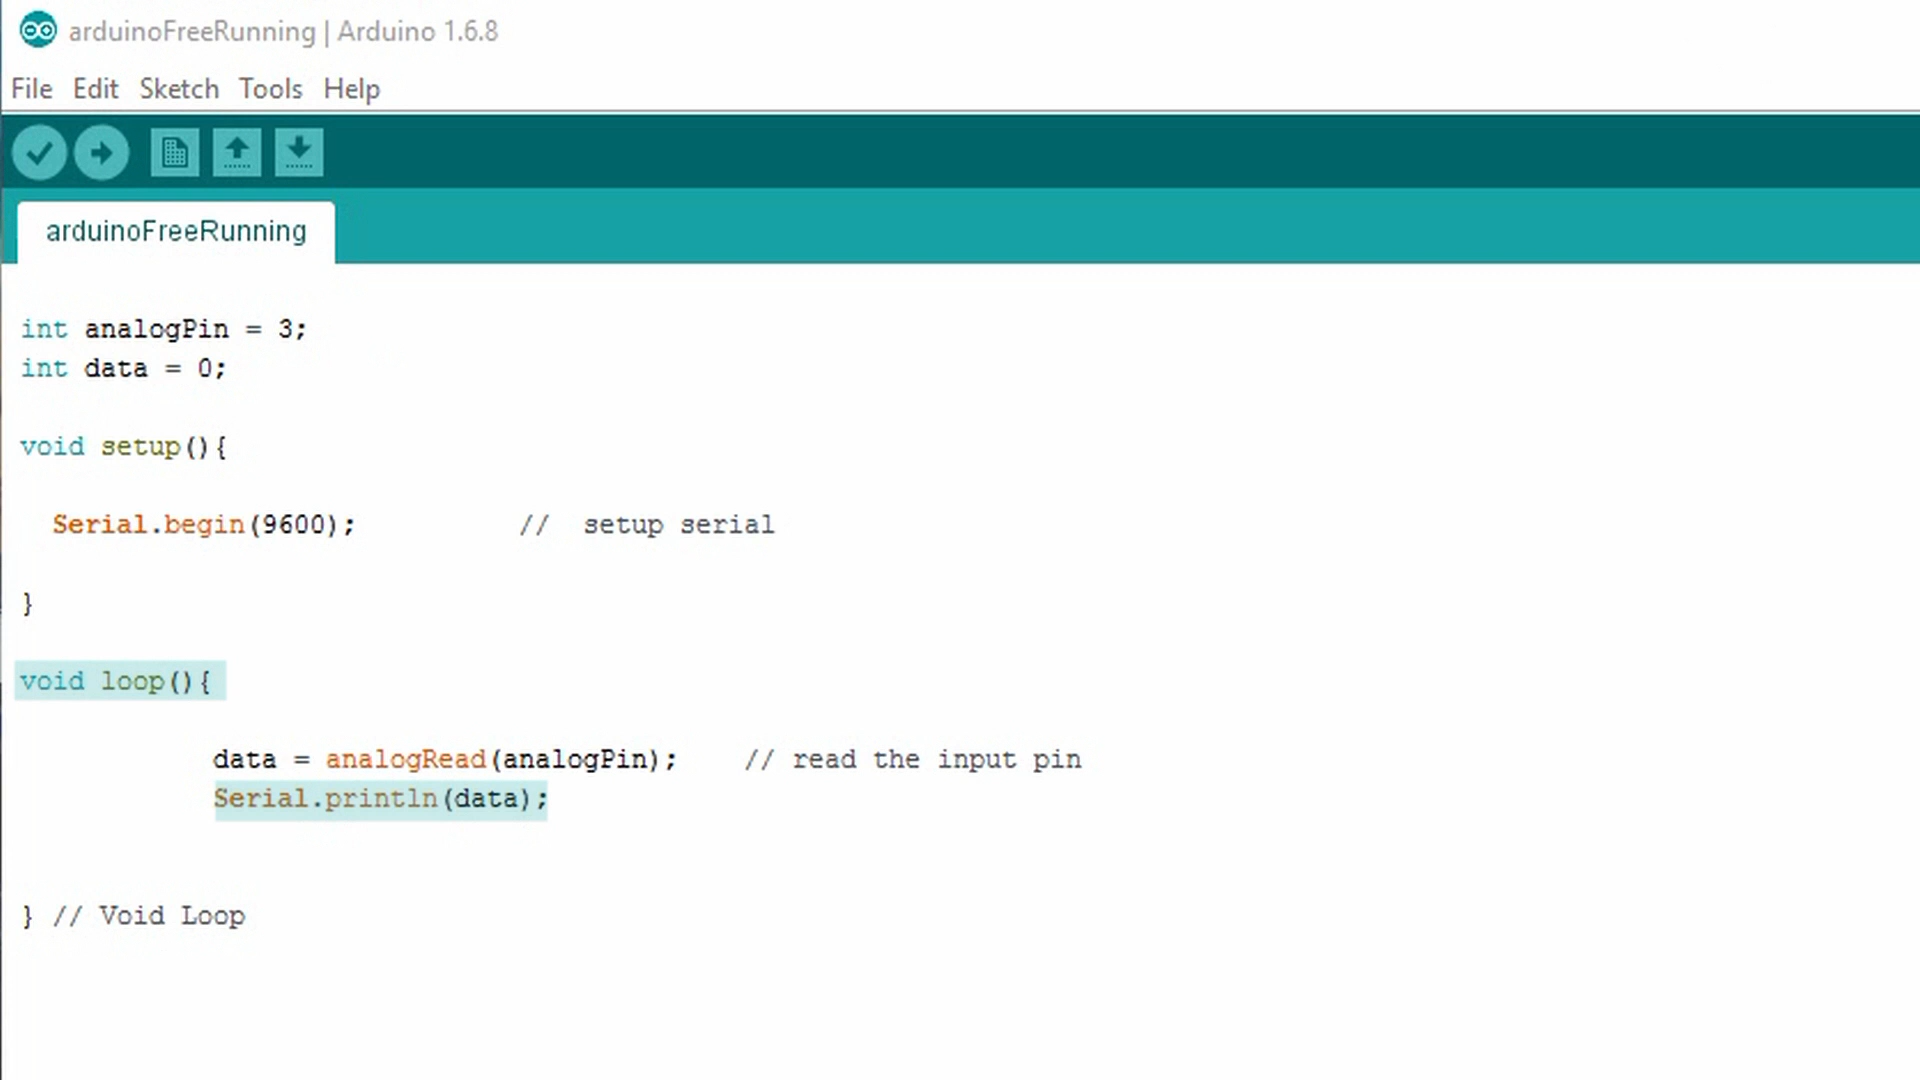 arduinoFreeRunning | Arduino 1.6.8
File Edit Sketch Tools Help
arduinoFreeRunning
int analogPin = 3;
int data = 0;
void setup(){
Serial.begin(9600); // setup serial
}
void loop(){
data = analogRead(analogPin); // read the input pin
Serial.println(data);
} // Void Loop